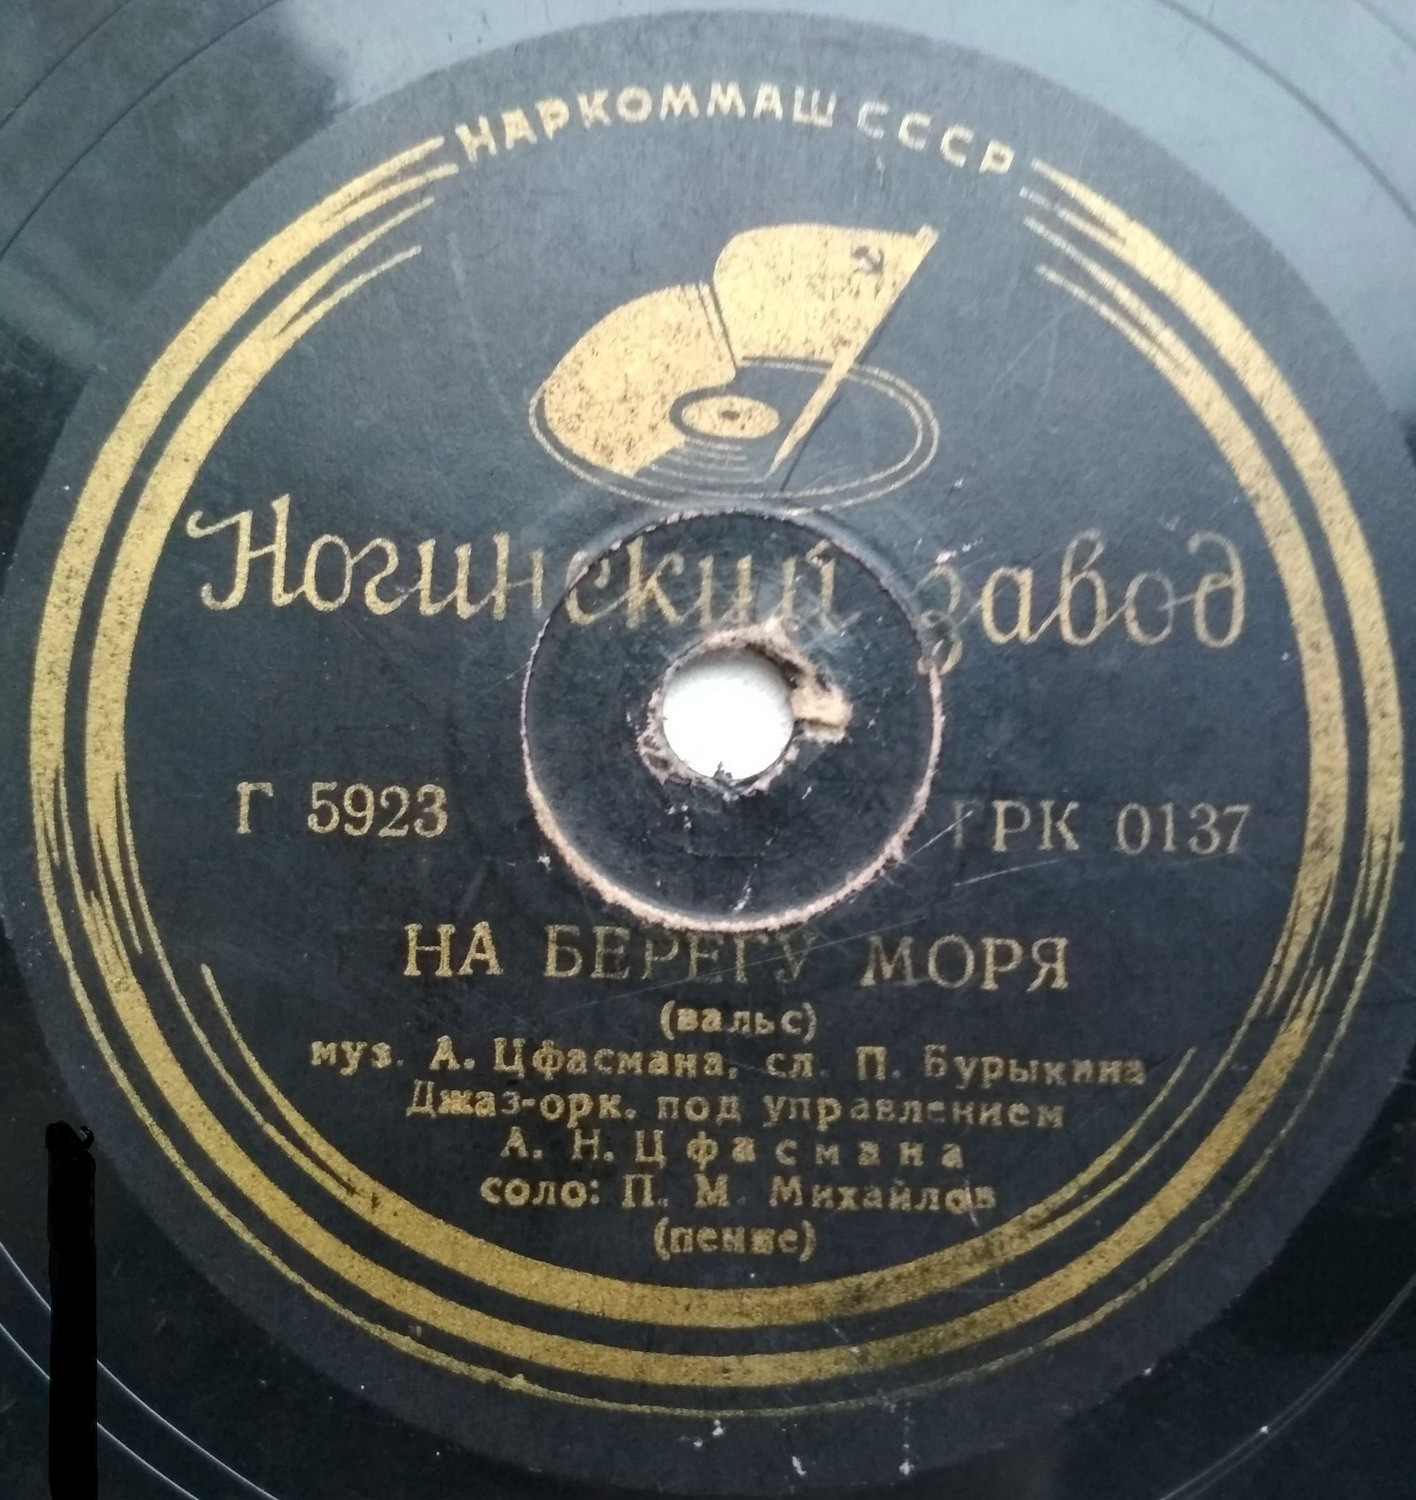 НАРКОММАШ СССР
Ногинский завод
Г 5923 ГРК 0137
НА БЕРЕГУ МОРЯ
(вальс)
муз. А. Цфасмана, сл. П. Бурыкина
Джаз-орк. под управлением
А. Н. Цфасмана
соло: П. М. Михайлов
(пение)